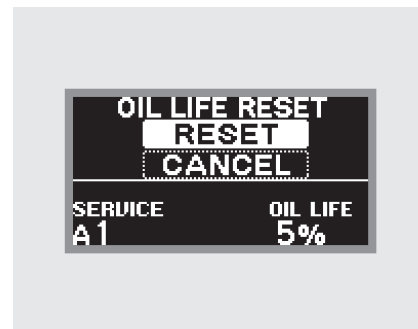 OIL LIFE RESET
RESET
CANCEL
SERVICE OIL LIFE
A1 5%